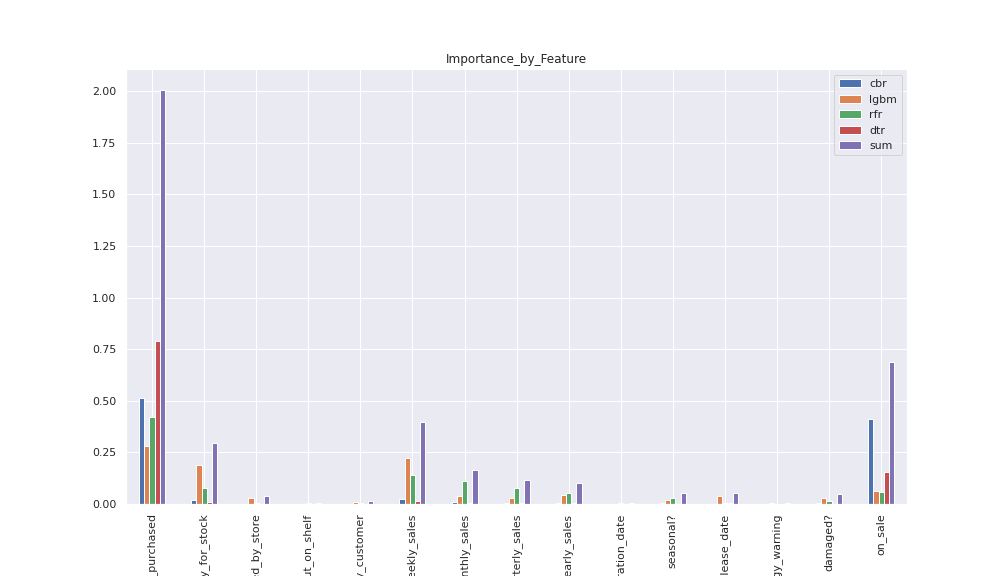 Importance_by_Feature
2.00
1.75
1.50
1.25
1.00
0.75
0.50
0.25
0.00
cbr
lgbm
rfr
dtr
sum
_purchased
y_for_stock
ed_by_store
ut_on_shelf
y_customer
eekly_sales
nthly_sales
rterly_sales
early_sales
ration_date
seasonal?
lease_date
gy_warning
damaged?
on_sale